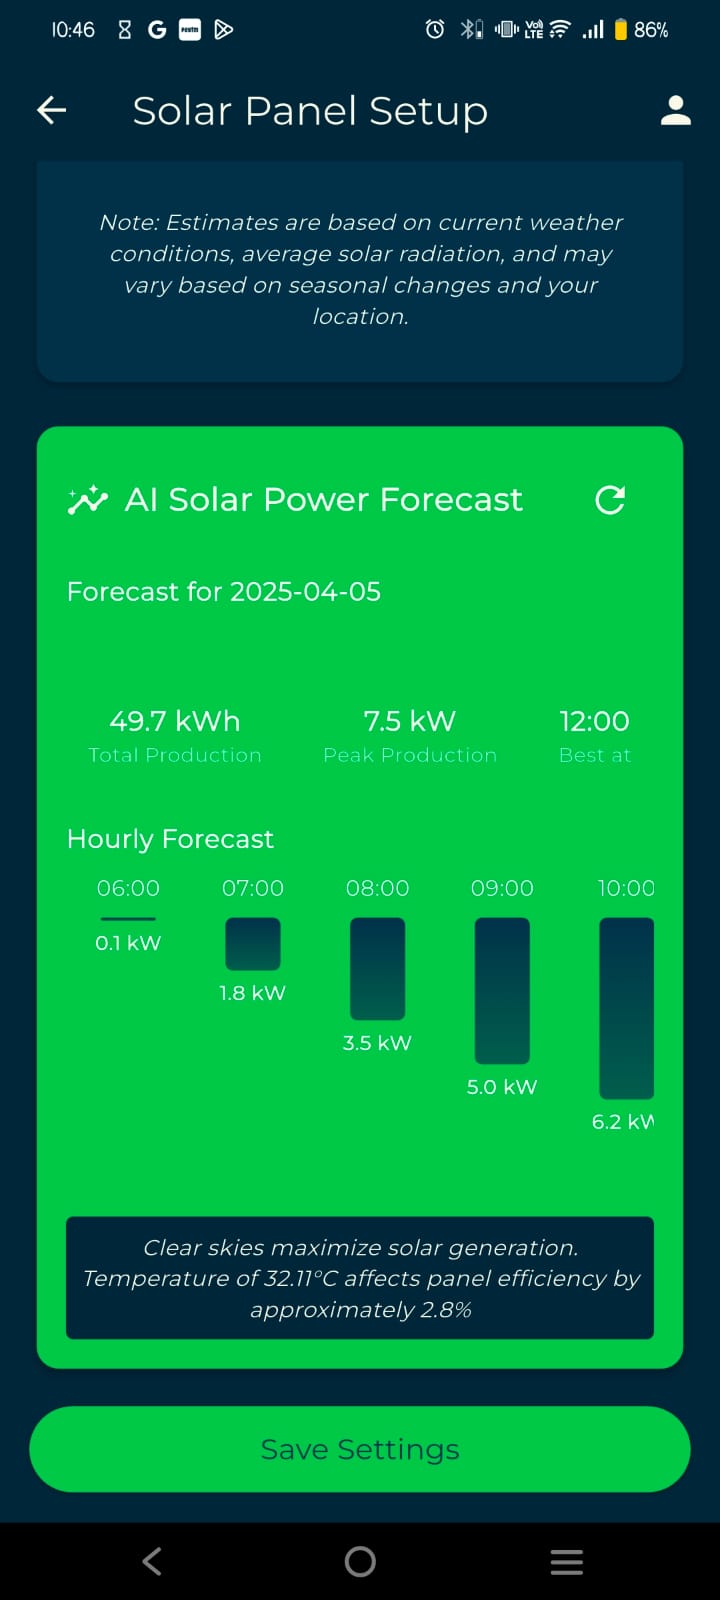 10:46
G
Paytm
Vo)
LTE
86%
Solar Panel Setup
Note: Estimates are based on current weather
conditions, average solar radiation, and may
vary based on seasonal changes and your
location.
AI Solar Power Forecast
Forecast for 2025-04-05
49.7 kWh 7.5 kW 12:00
Total Production Peak Production Best at
Hourly Forecast
06:00 07:00 08:00 09:00 10:00
0.1 kW
1.8 kW
3.5 kW
5.0 kW
6.2 kW
Clear skies maximize solar generation.
Temperature of 32.11°C affects panel efficiency by
approximately 2.8%
Save Settings